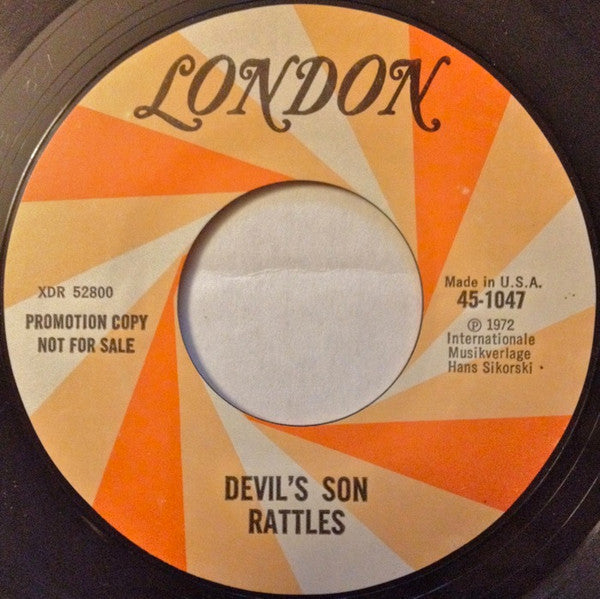 LONDON
XDR 52800
PROMOTION COPY
NOT FOR SALE
Made in U.S.A.
45-1047
℗ 1972
Internationale
Musikverlage
Hans Sikorski
DEVIL'S SON
RATTLES